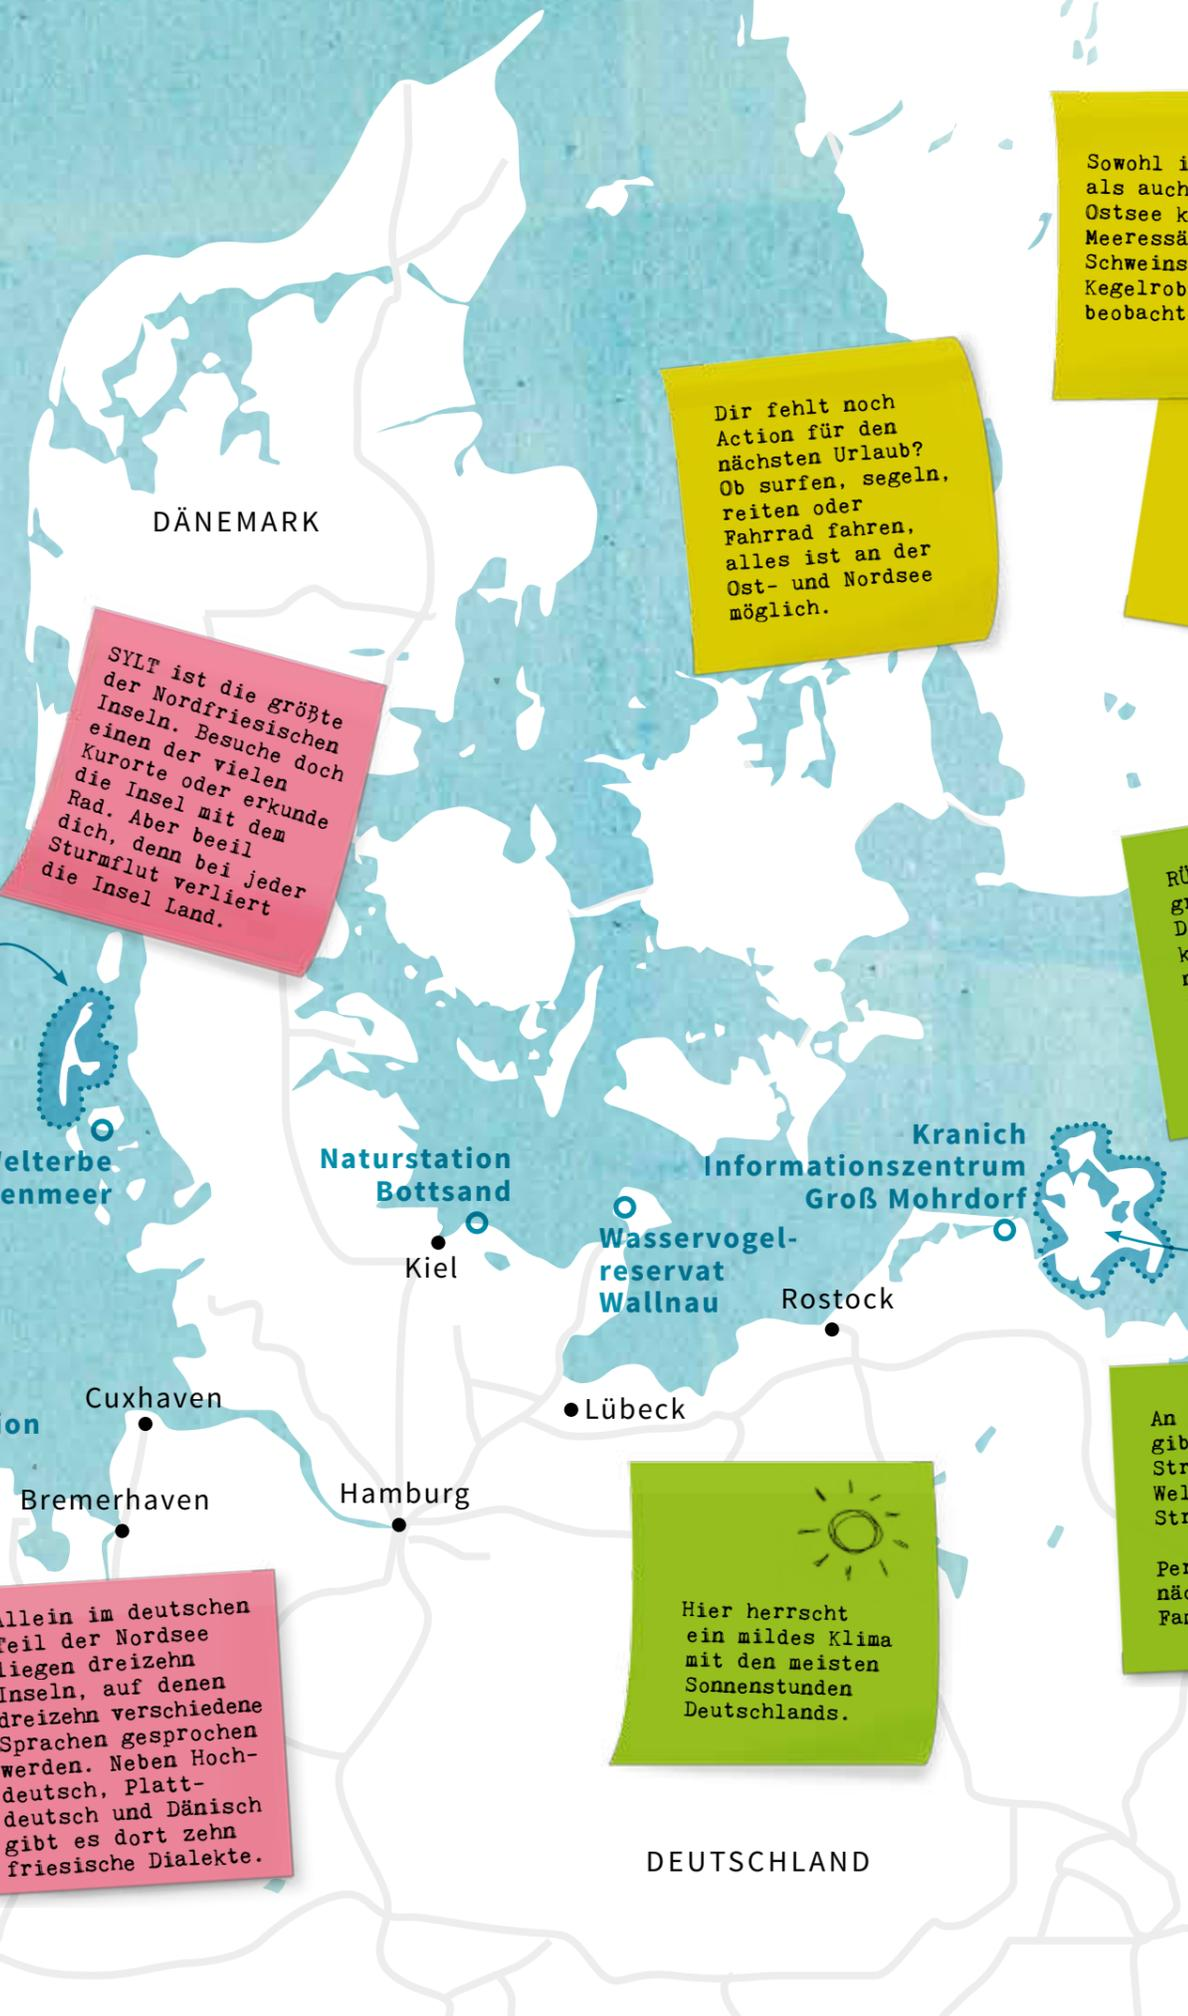 Sowohl i
als auch
Ostsee k
Meeressä
Schweins
Kegelrob
beobacht
Dir fehlt noch
Action für den
nächsten Urlaub?
Ob surfen, segeln,
reiten oder
Fahrrad fahren,
alles ist an der
Ost- und Nordsee
möglich.
DÄNEMARK
SYLT ist die größte
der Nordfriesischen
Inseln. Besuche doch
einen der vielen
Kurorte oder erkunde
die Insel mit dem
Rad. Aber beeil
dich, denn bei jeder
Sturmflut verliert
die Insel Land.
RÜ
gr
D
k
elterbe
enmeer
Naturstation
Bottsand
Kiel
Wasservogel-
reservat
Wallnau
Kranich
Informationszentrum
Groß Mohrdorf
Rostock
Cuxhaven
ion
Lübeck
Bremerhaven
Hamburg
An
gib
Str
Wel
Str
Per
näc
Fam
Allein im deutschen
Teil der Nordsee
liegen dreizehn
Inseln, auf denen
dreizehn verschiedene
Sprachen gesprochen
werden. Neben Hoch-
deutsch, Platt-
deutsch und Dänisch
gibt es dort zehn
friesische Dialekte.
Hier herrscht
ein mildes Klima
mit den meisten
Sonnenstunden
Deutschlands.
DEUTSCHLAND